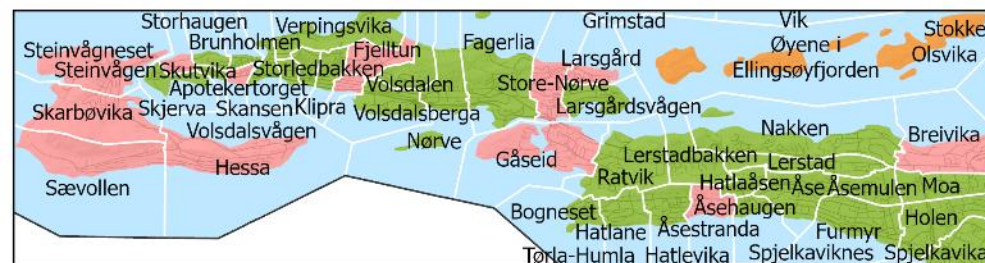 Storhaugen
Verpingsvika
Grimstad
Vik
Stokke
Steinvågneset
Brunholmen
Fjelltun
Fagerlia
Larsgård
Øyene i
Olsvika
Steinvågen
Skutvika
Storledbakken
Ellingsøyfjorden
Apotekertorget
Volsdalen
Store-Nørve
Skarbøvika
Skjerva
Skansen
Klipra
Volsdalsberga
Larsgårdsvågen
Volsdalsvågen
Nørve
Nakken
Breivika
Hessa
Gåseid
Lerstadbakken
Lerstad
Sævollen
Ratvik
Hatlaåsen
Åse
Åsemulen
Moa
Bogneset
Åsehaugen
Holen
Hatlane
Åsestranda
Furmyr
Tørla-Humla
Hatlevika
Spjelkaviknes
Spjelkavika